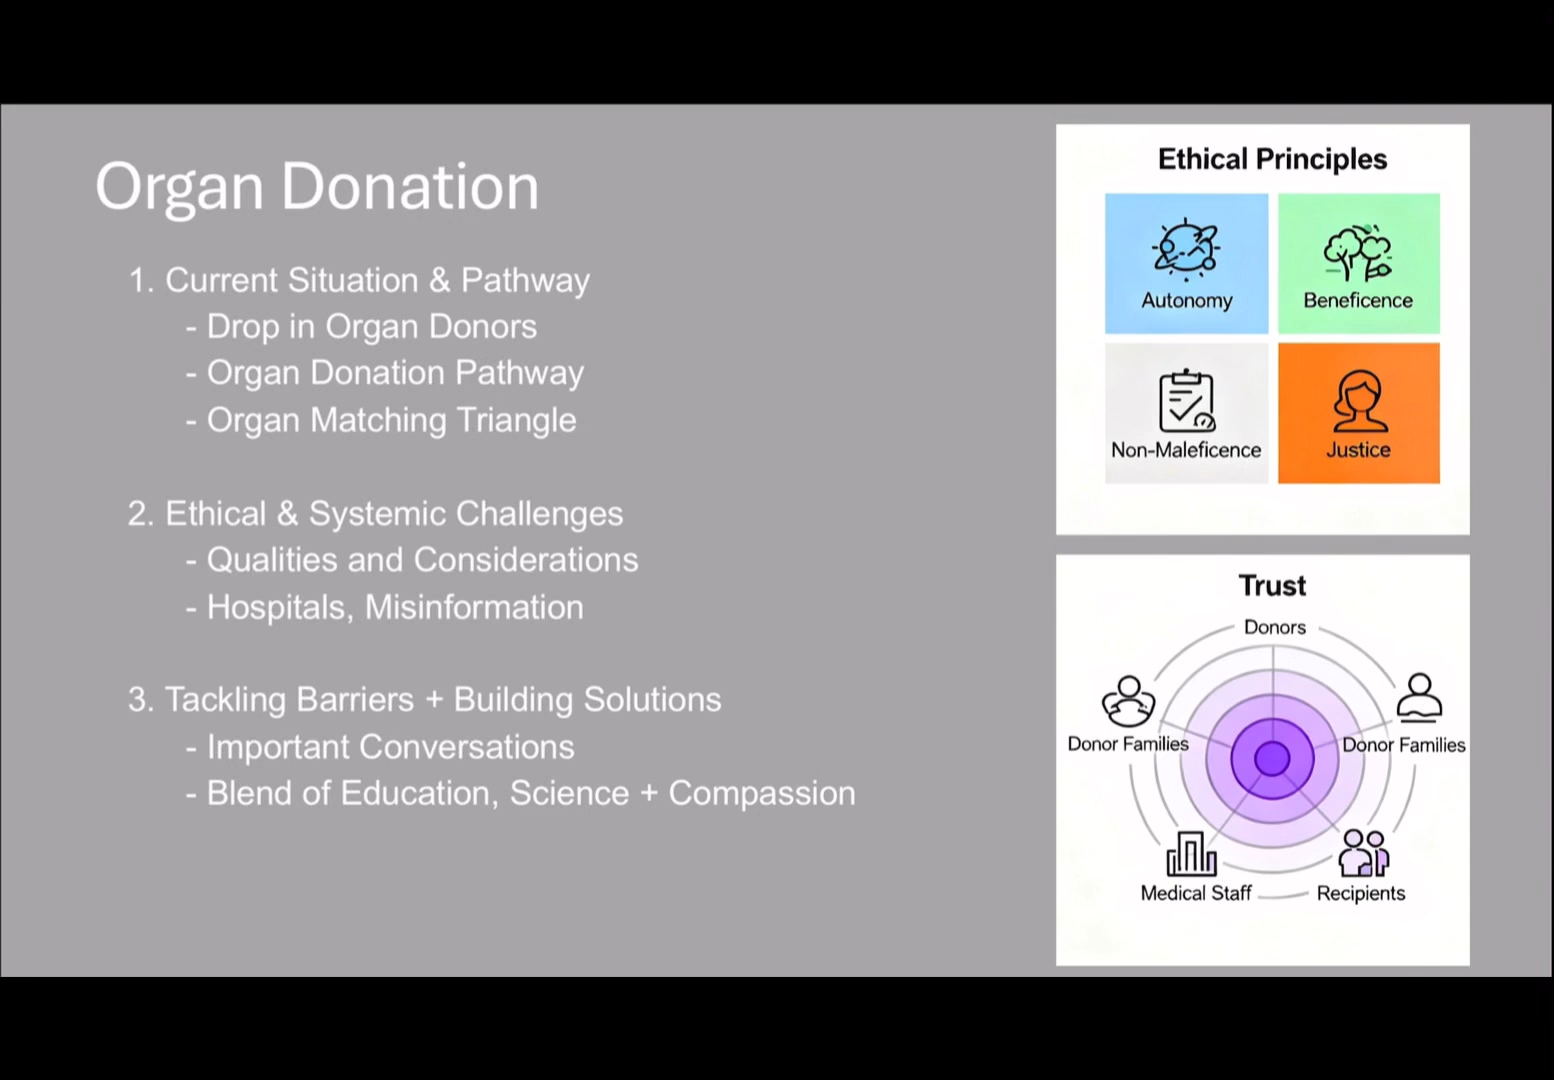 Organ Donation
1. Current Situation & Pathway
- Drop in Organ Donors
- Organ Donation Pathway
- Organ Matching Triangle
2. Ethical & Systemic Challenges
- Qualities and Considerations
- Hospitals, Misinformation
3. Tackling Barriers + Building Solutions
- Important Conversations
- Blend of Education, Science + Compassion
Ethical Principles
Autonomy
Beneficence
Non-Maleficence
Justice
Trust
Donors
Donor Families
Donor Families
Medical Staff
Recipients